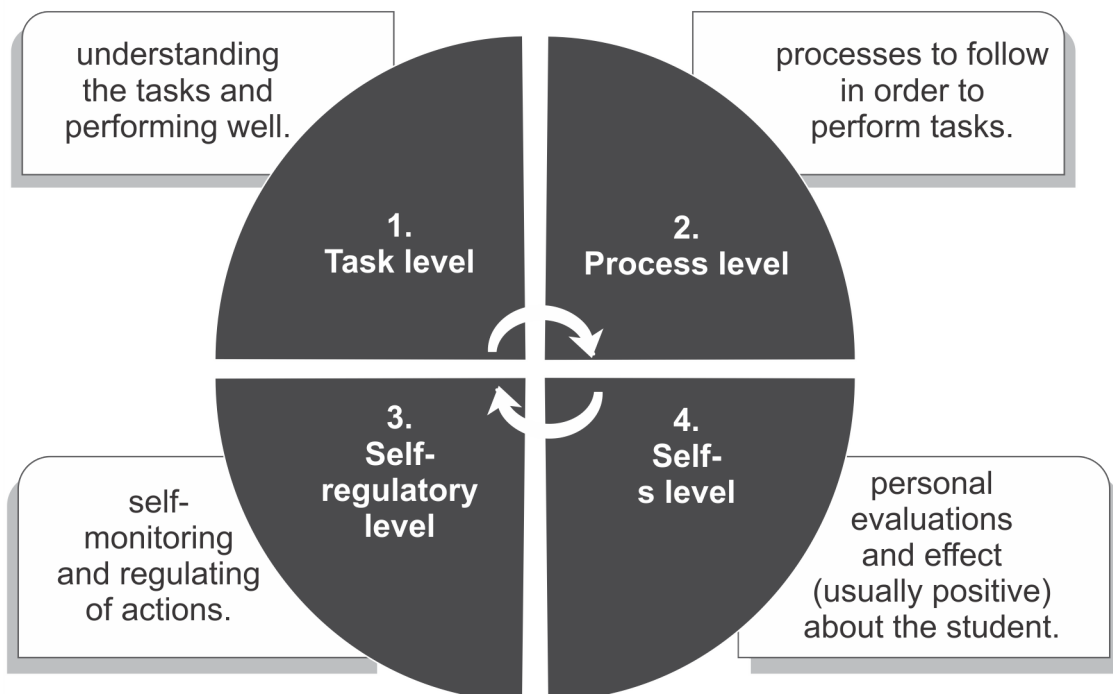 understanding
the tasks and
performing well.
processes to follow
in order to
perform tasks.
1.
Task level
2.
Process level
3.
Self-
regulatory
level
4.
Self-
s level
self-
monitoring
and regulating
of actions.
personal
evaluations
and effect
(usually positive)
about the student.